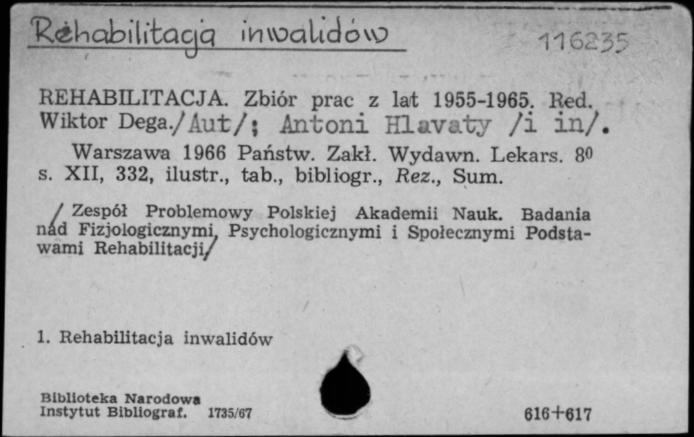 Rehabilitacja inwalidów
116235
REHABILITACJA. Zbiór prac z lat 1955-1965. Red.
Wiktor Dega./Aut/; Antoni Hlavaty /i in/.
Warszawa 1966 Państw. Zakł. Wydawn. Lekars. 8⁰
s. XII, 332, ilustr., tab., bibliogr., Rez., Sum.
/ Zespół Problemowy Polskiej Akademii Nauk. Badania
nad Fizjologicznymi, Psychologicznymi i Społecznymi Podsta-
wami Rehabilitacji/
1. Rehabilitacja inwalidów
Biblioteka Narodowa
Instytut Bibliograf. 1735/67
616+617